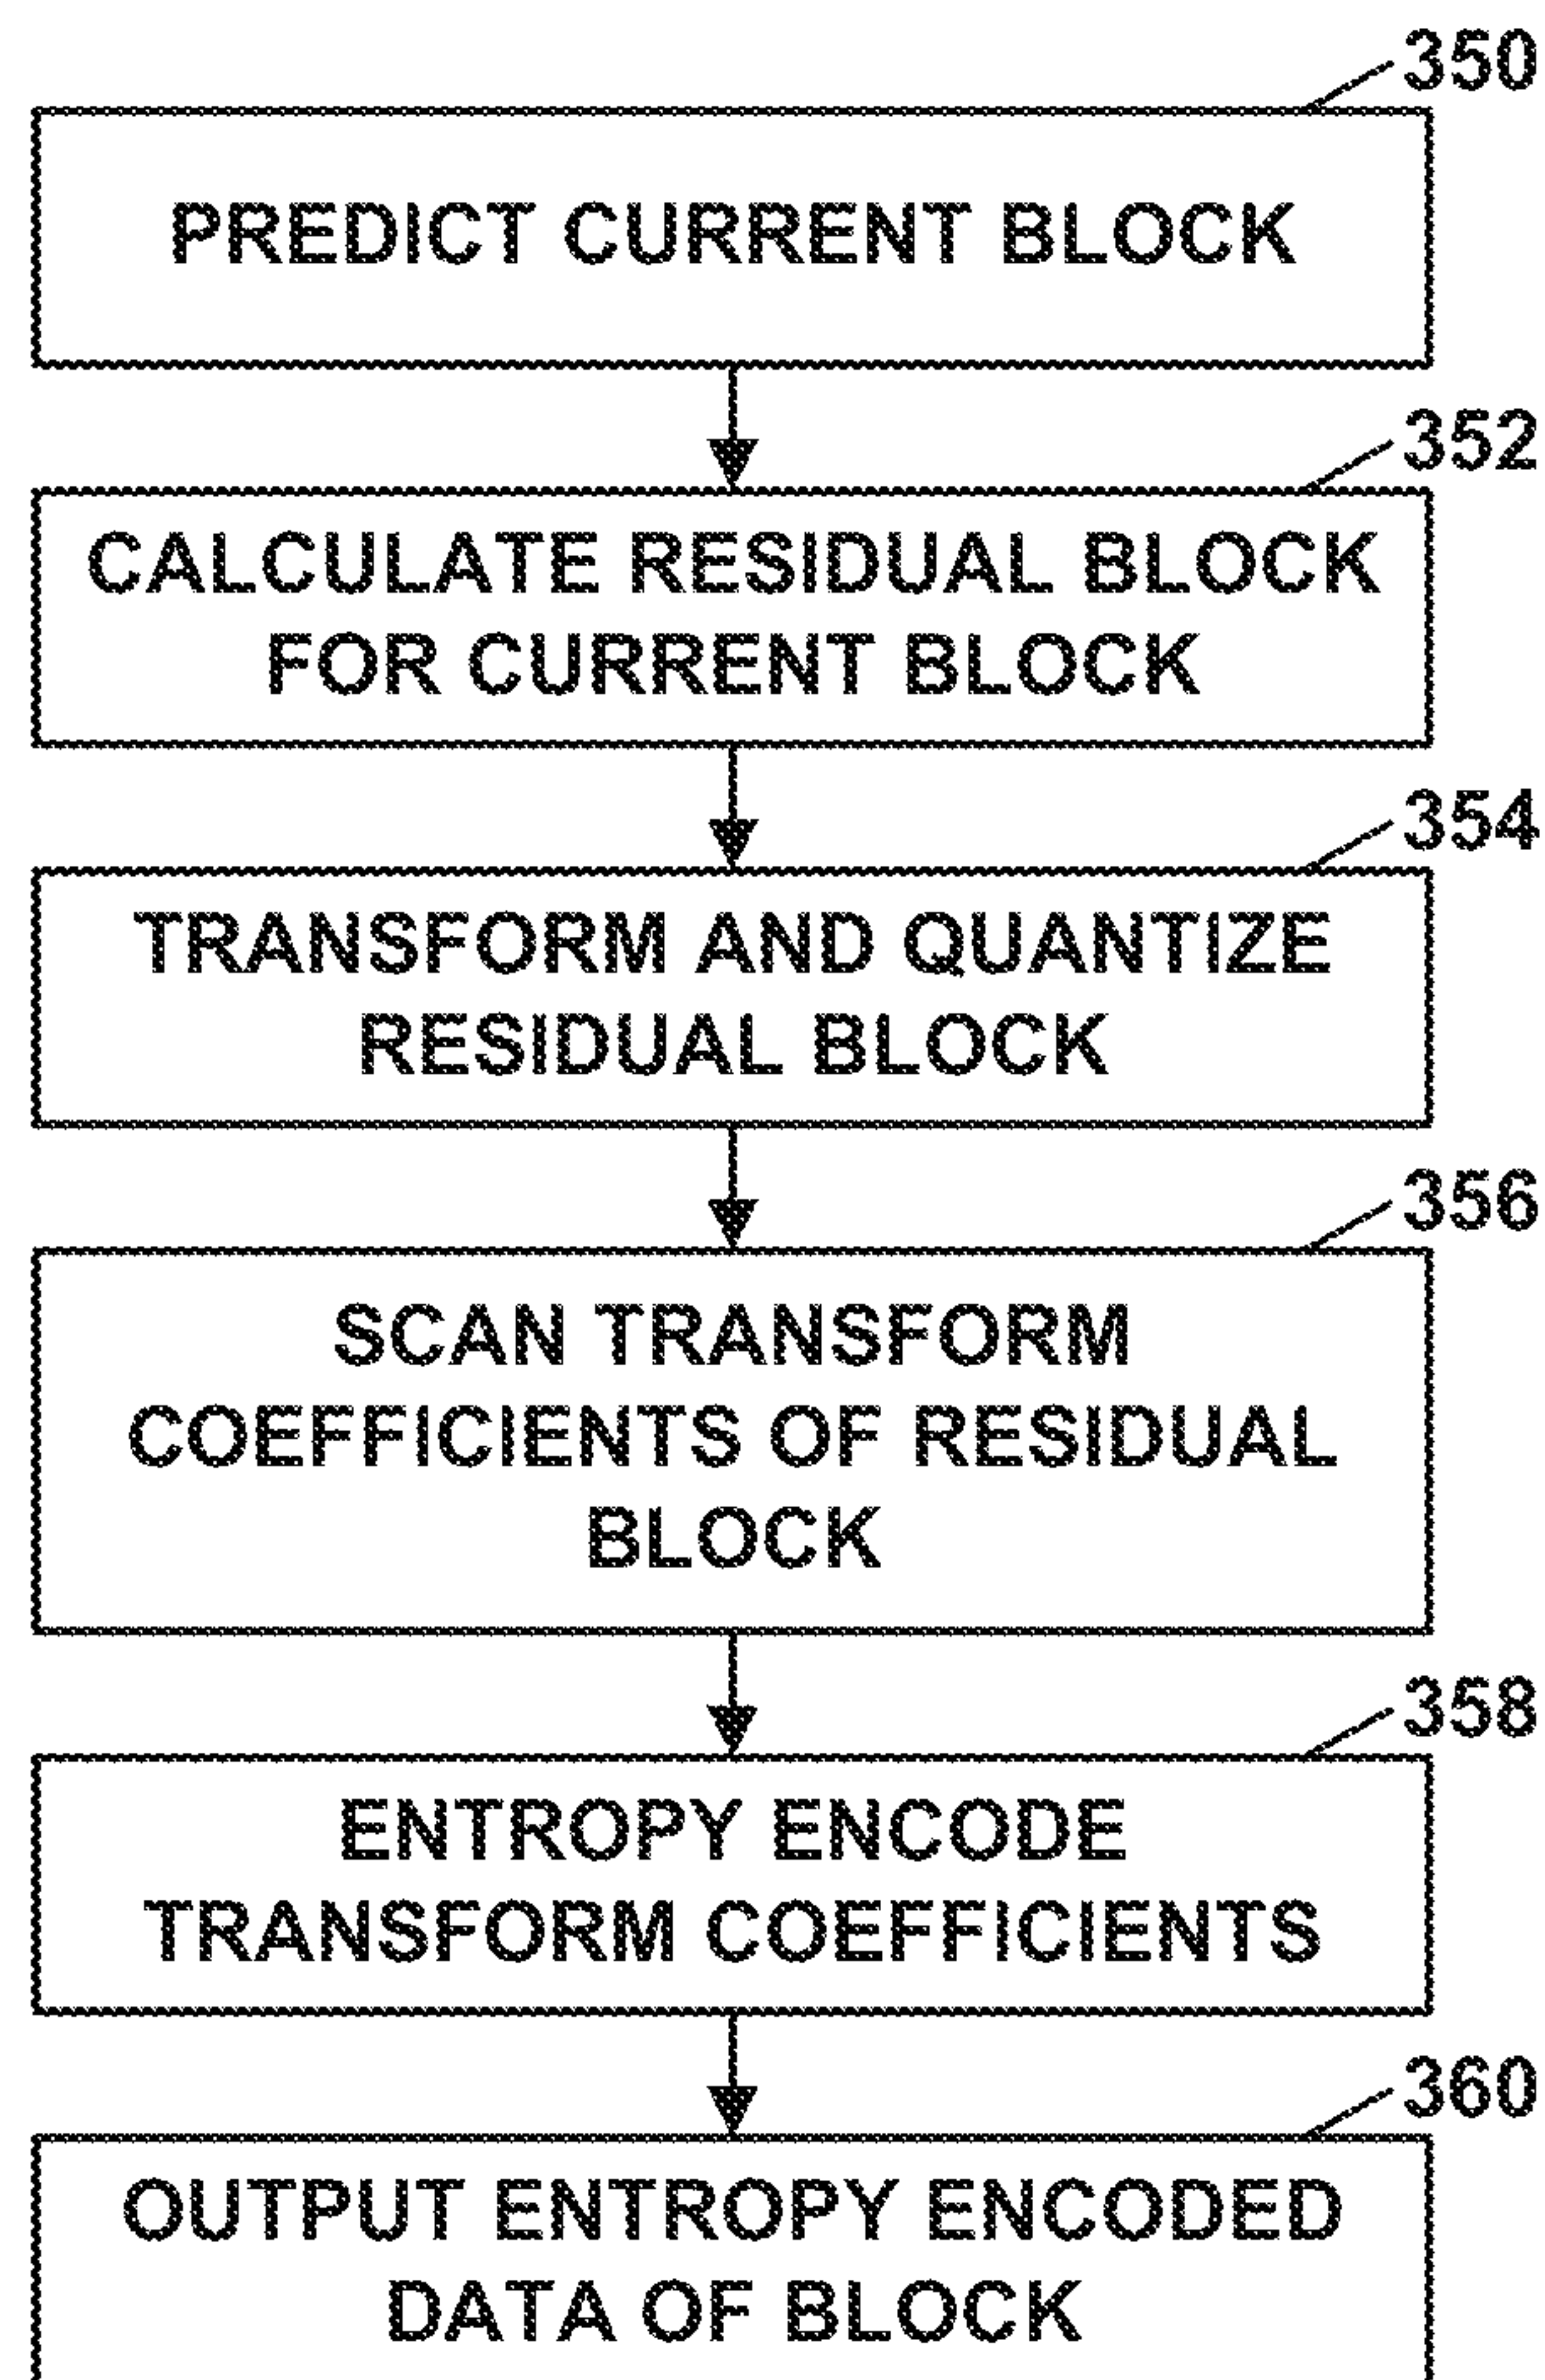 350
PREDICT CURRENT BLOCK
352
CALCULATE RESIDUAL BLOCK
FOR CURRENT BLOCK
354
TRANSFORM AND QUANTIZE
RESIDUAL BLOCK
356
SCAN TRANSFORM
COEFFICIENTS OF RESIDUAL
BLOCK
358
ENTROPY ENCODE
TRANSFORM COEFFICIENTS
360
OUTPUT ENTROPY ENCODED
DATA OF BLOCK